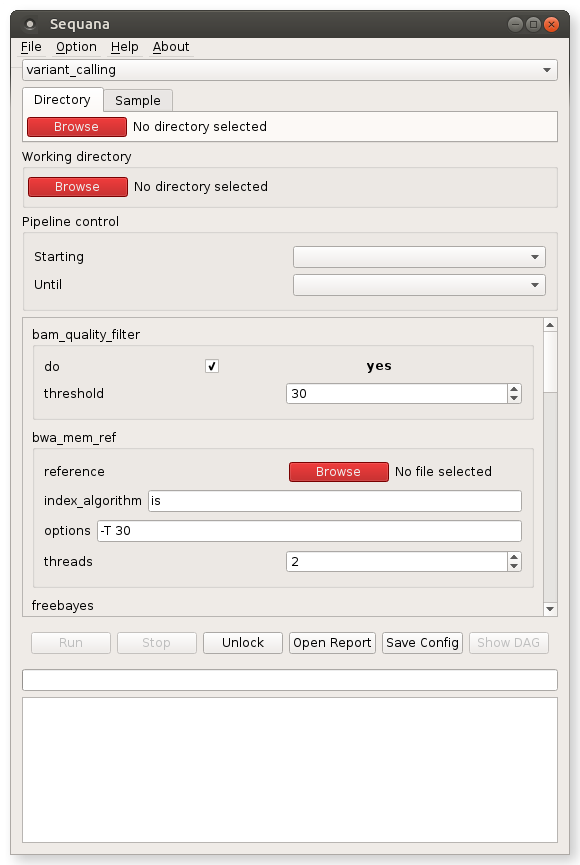 Sequana
File Option Help About
variant_calling
Directory Sample
Browse No directory selected
Working directory
Browse No directory selected
Pipeline control
Starting
Until
bam_quality_filter
do yes
threshold 30
bwa_mem_ref
reference Browse No file selected
index_algorithm is
options -T 30
threads 2
freebayes
Run Stop Unlock Open Report Save Config Show DAG